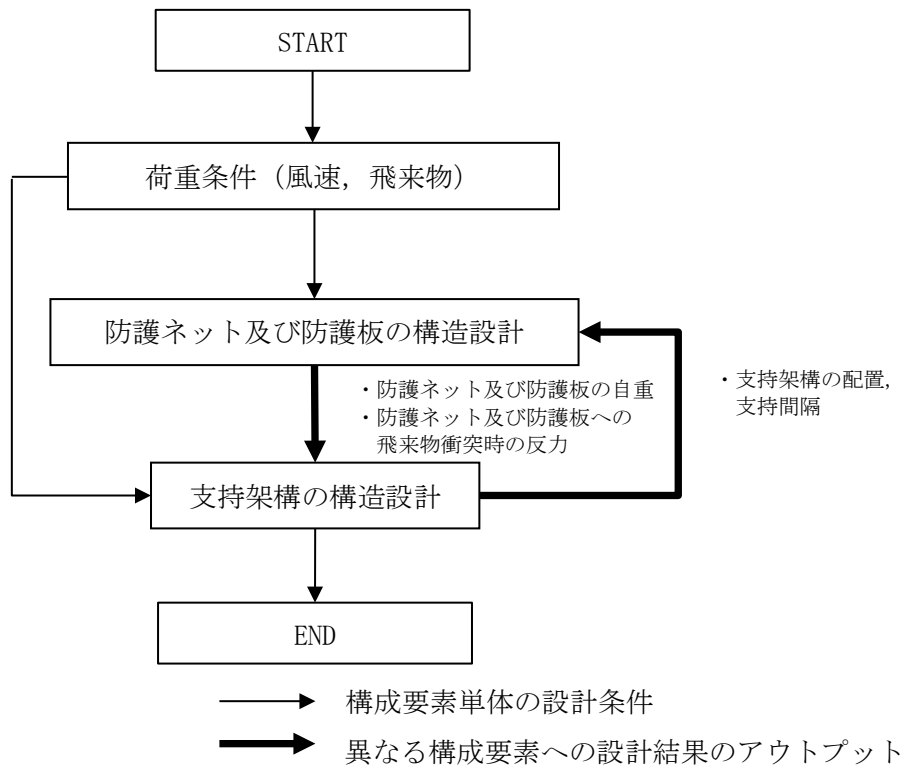 START
荷重条件（風速，飛来物）
防護ネット及び防護板の構造設計
・防護ネット及び防護板の自重
・防護ネット及び防護板への
飛来物衝突時の反力
・支持架構の配置，
支持間隔
支持架構の構造設計
END
構成要素単体の設計条件
異なる構成要素への設計結果のアウトプット